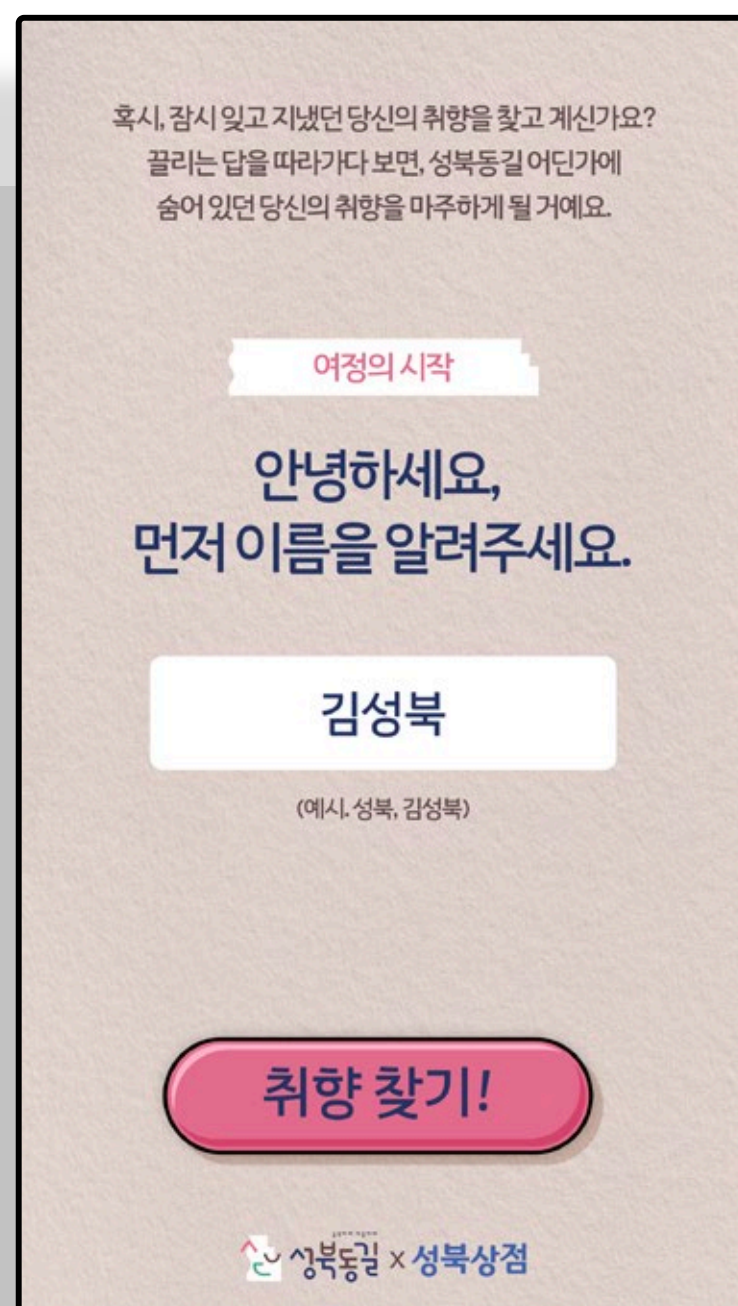 혹시, 잠시 잊고 지냈던 당신의 취향을 찾고 계신가요?
끌리는 답을 따라가다 보면, 성북동길 어딘가에
숨어 있던 당신의 취향을 마주하게 될 거예요.
여정의 시작
안녕하세요,
먼저 이름을 알려주세요.
김성북
(예시. 성북, 김성북)
취향 찾기!
성북동길 x 성북상점